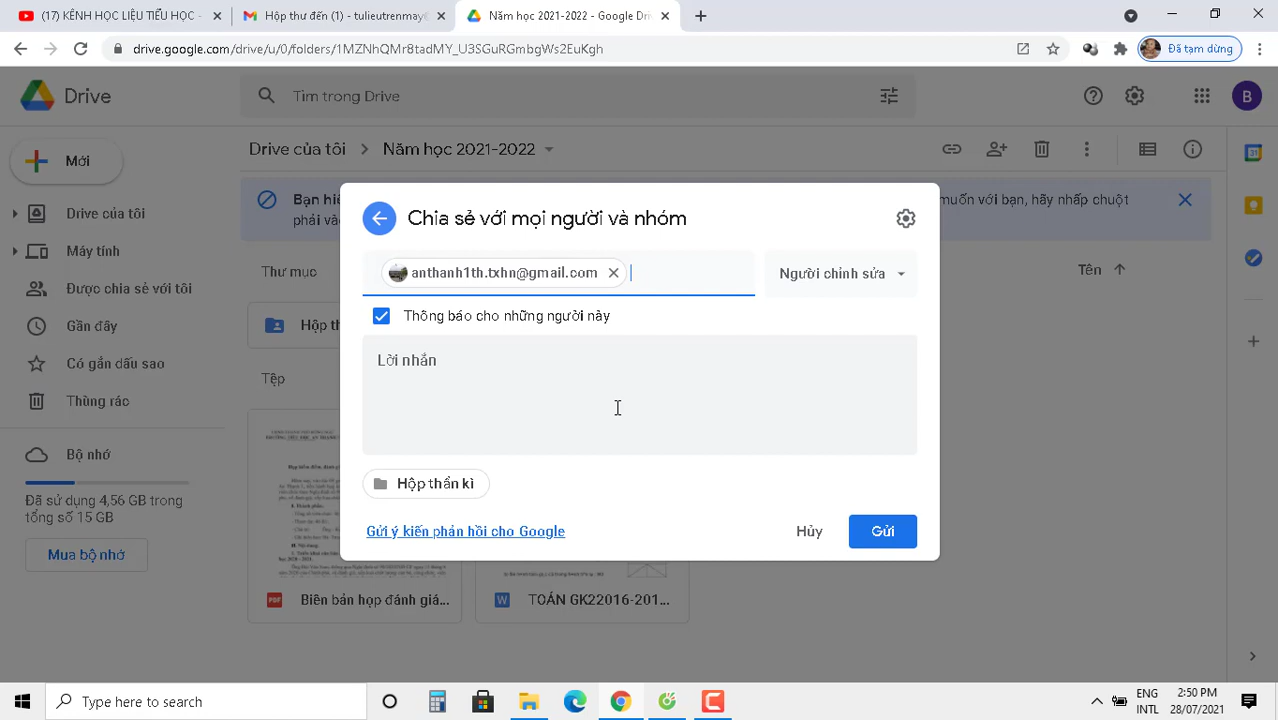 (17) KÊNH HỌC LIỆU TIỂU HỌC -
Hộp thư đến (1) - tulieutrenmay
Năm học 2021-2022 - Google Dri
drive.google.com/drive/u/0/folders/1MZNhQMr8tadMY_U3SGuRGmbgWs2EuKgh
Đã tạm dừng
Drive
Tìm trong Drive
B
Mới
Drive của tôi
Năm học 2021-2022
Bạn hiệ
muốn với bạn, hãy nhấp chuột
phải và
Drive của tôi
Máy tính
Được chia sẻ với tôi
Gần đây
Có gắn dấu sao
Thùng rác
Bộ nhớ
Đã sử dụng 4,56 GB trong
tổng số 15 GB
Mua bộ nhớ
Thư mục
Tên
Hộp th
Tệp
Biên bản họp đánh giá...
TOÁN GK22016-201...
Chia sẻ với mọi người và nhóm
anthanh1th.txhn@gmail.com
Người chỉnh sửa
Thông báo cho những người này
Lời nhắn
Hộp thần kì
Gửi ý kiến phản hồi cho Google
Hủy
Gửi
Type here to search
ENG
INTL
2:50 PM
28/07/2021